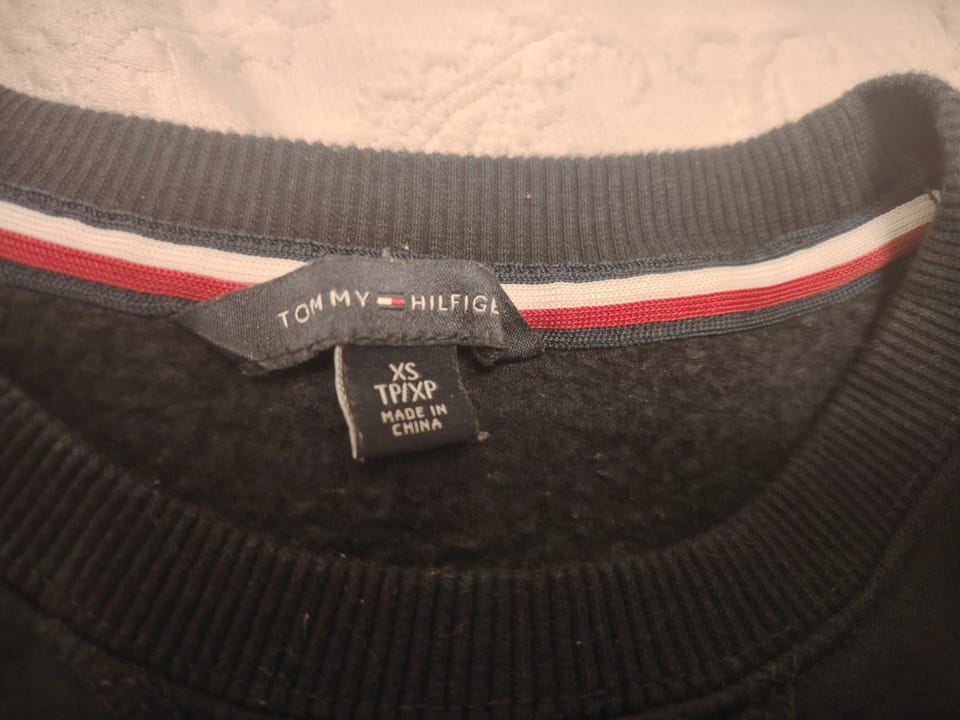 TOMMY HILFIGE
XS
TP/XP
MADE IN
CHINA